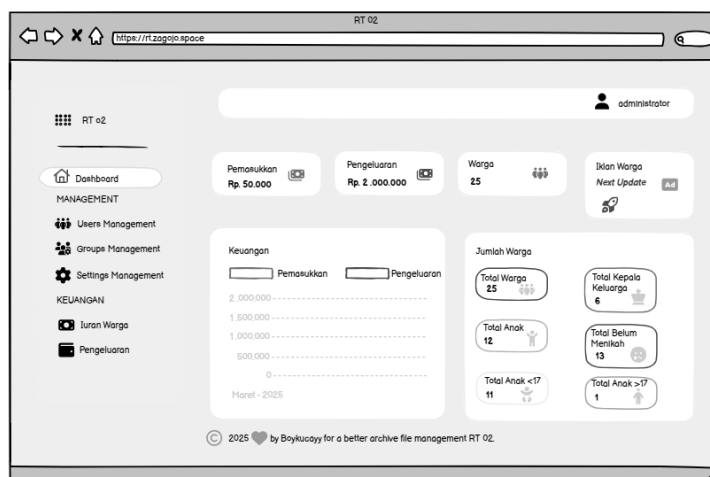 RT 02
https://rt.zagojo.space
administrator
RT 02
Dashboard
MANAGEMENT
Users Management
Groups Management
Settings Management
KEUANGAN
Iuran Warga
Pengeluaran
Pemasukkan
Rp. 50.000
Pengeluaran
Rp. 2 .000.000
Warga
25
Iklan Warga
Next Update
Ad
Keuangan
Pemasukkan
Pengeluaran
2 .000,000
1,500,000
1,000,000
500,000
0
Maret - 2025
Jumlah Warga
Total Warga
25
Total Kepala
Keluarga
6
Total Anak
12
Total Belum
Menikah
13
Total Anak <17
11
Total Anak >17
1
© 2025 by Boykucayy for a better archive file management RT 02.